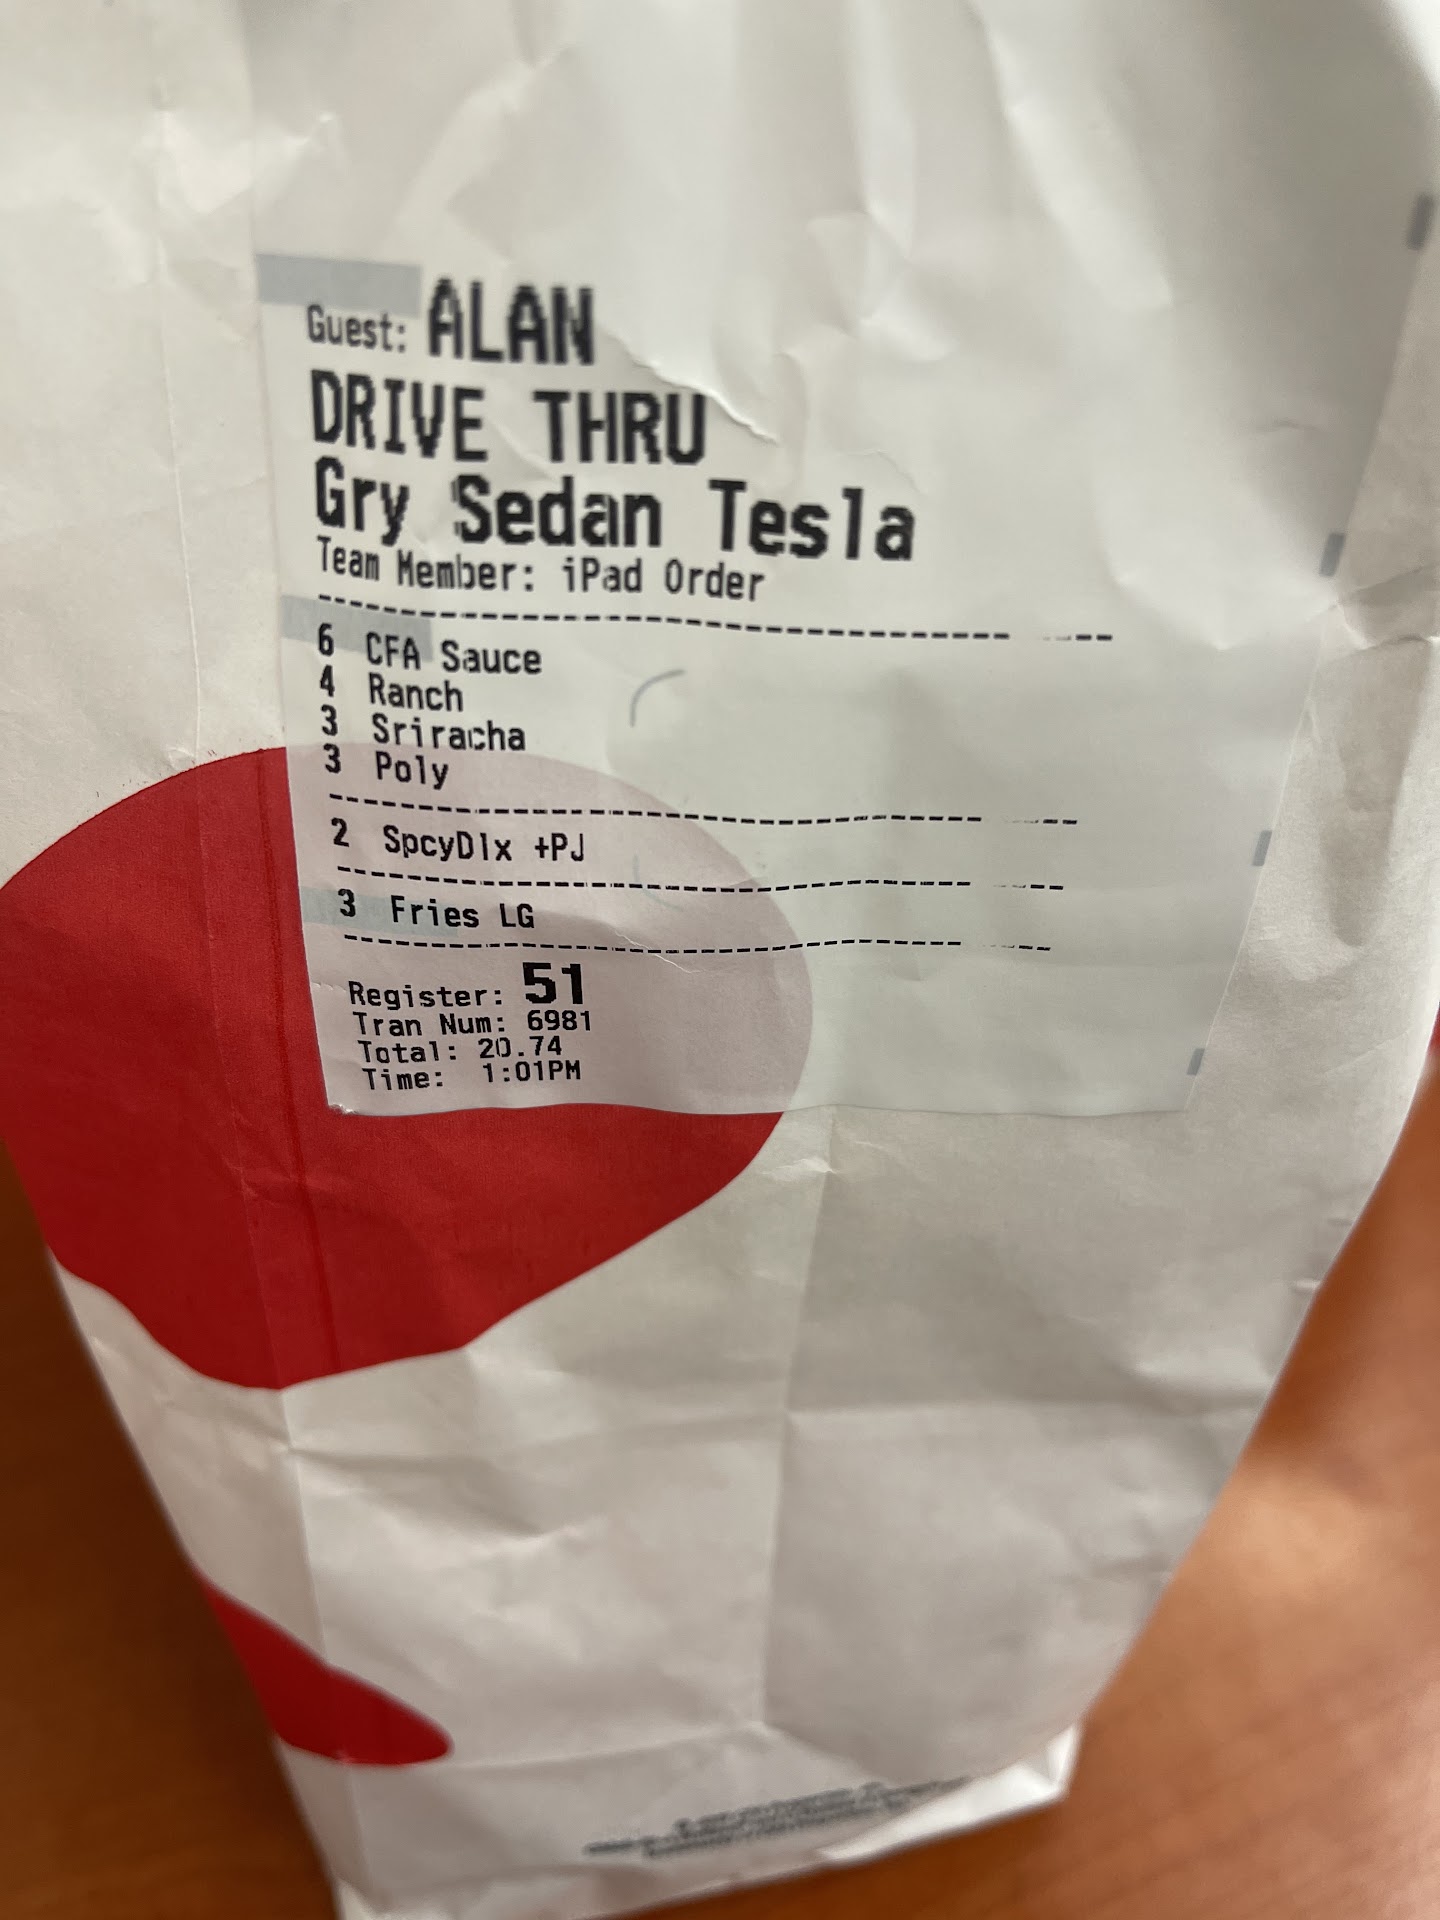 Guest: ALAN
DRIVE THRU
Gry Sedan Tesla
Team Member: iPad Order
6 CFA Sauce
4 Ranch
3 Sriracha
3 Poly
2 SpcyDlx +PJ
3 Fries LG
Register: 51
Tran Num: 6981
Total: 20.74
Time: 1:01PM